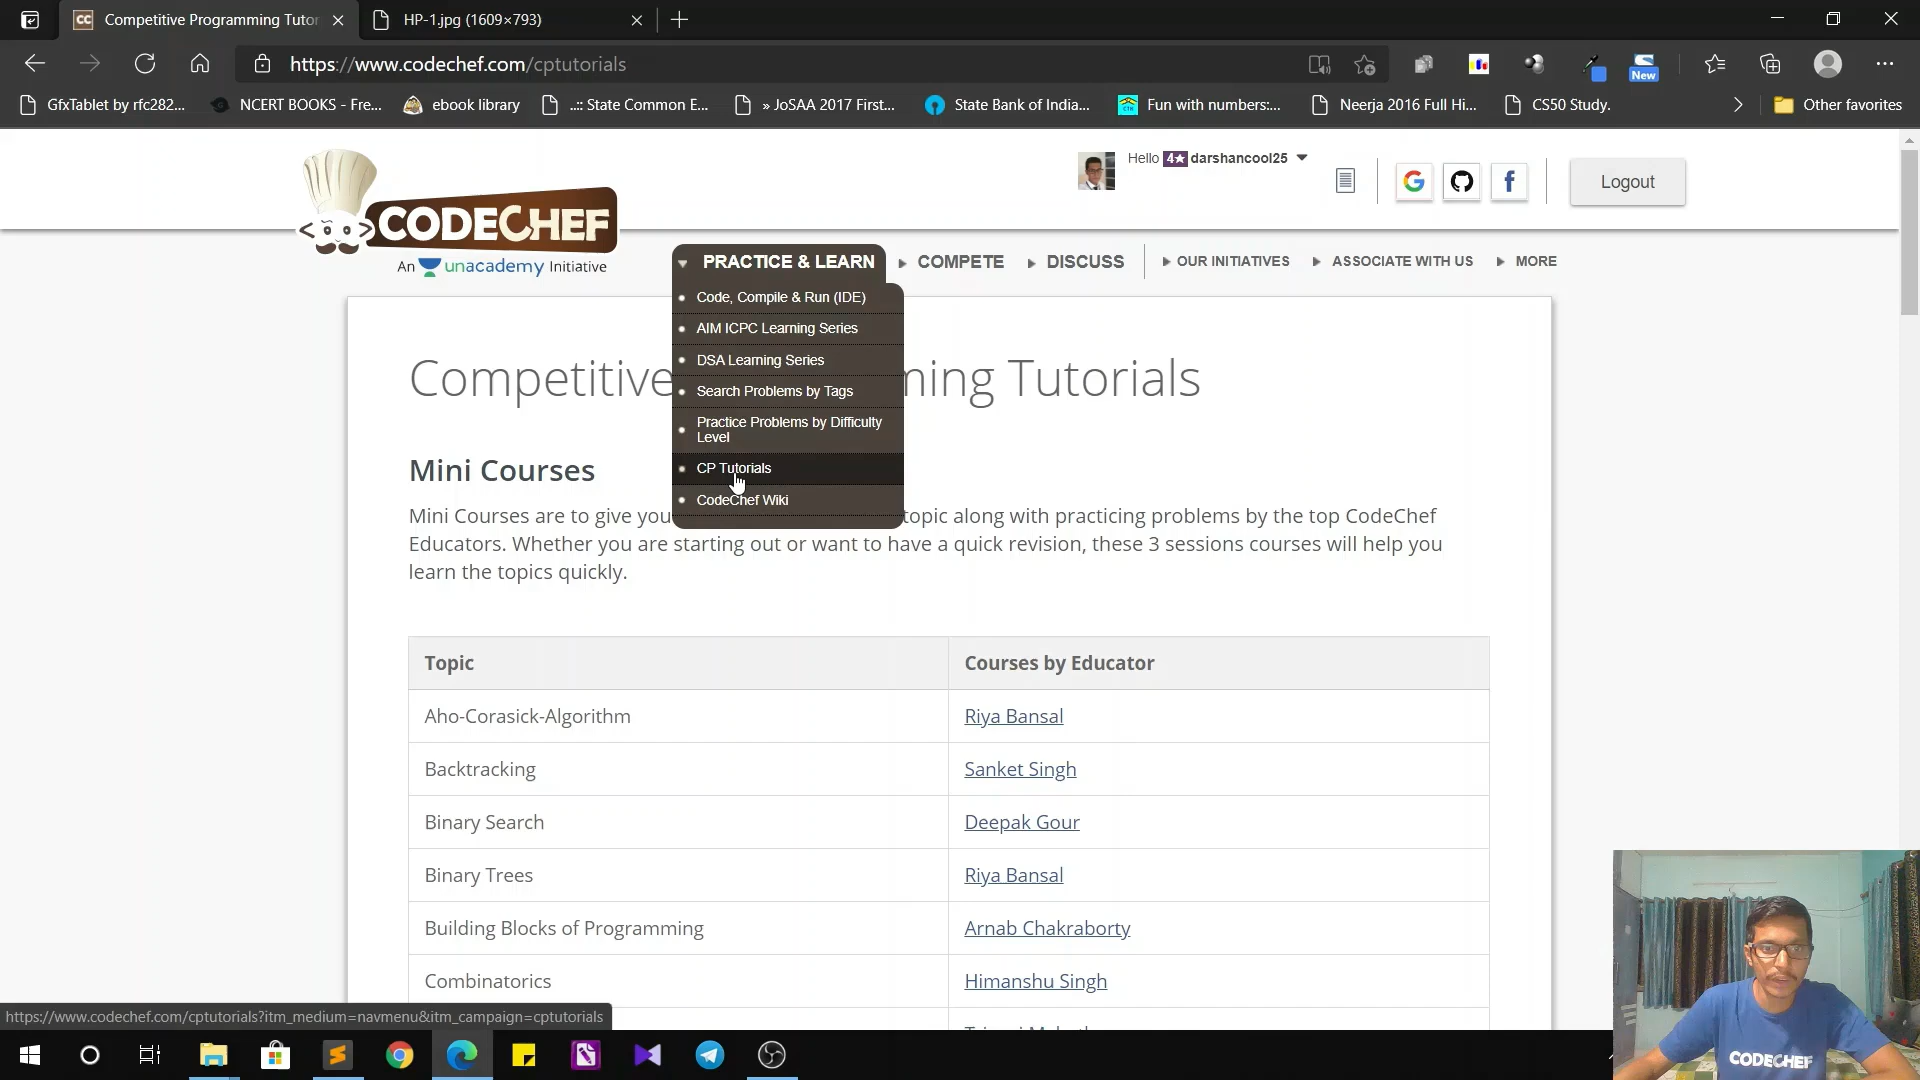 Competitive Programming Tutor
HP-1.jpg (1609×793)
https://www.codechef.com/cptutorials
New
GfxTablet by rfc282...
NCERT BOOKS - Fre...
ebook library
..:: State Common E...
» JoSAA 2017 First...
State Bank of India...
Fun with numbers:...
Neerja 2016 Full Hi...
CS50 Study.
Other favorites
Hello 4★ darshancool25
Logout
CODECHEF
An unacademy Initiative
PRACTICE & LEARN
COMPETE
DISCUSS
OUR INITIATIVES
ASSOCIATE WITH US
MORE
Code, Compile & Run (IDE)
AIM ICPC Learning Series
DSA Learning Series
Search Problems by Tags
Practice Problems by Difficulty
Level
CP Tutorials
CodeChef Wiki
Competitive ming Tutorials
Mini Courses
Mini Courses are to give you topic along with practicing problems by the top CodeChef
Educators. Whether you are starting out or want to have a quick revision, these 3 sessions courses will help you
learn the topics quickly.
Topic
Courses by Educator
Aho-Corasick-Algorithm
Riya Bansal
Backtracking
Sanket Singh
Binary Search
Deepak Gour
Binary Trees
Riya Bansal
Building Blocks of Programming
Arnab Chakraborty
Combinatorics
Himanshu Singh
https://www.codechef.com/cptutorials?itm_medium=navmenu&itm_campaign=cptutorials
CODECHEF